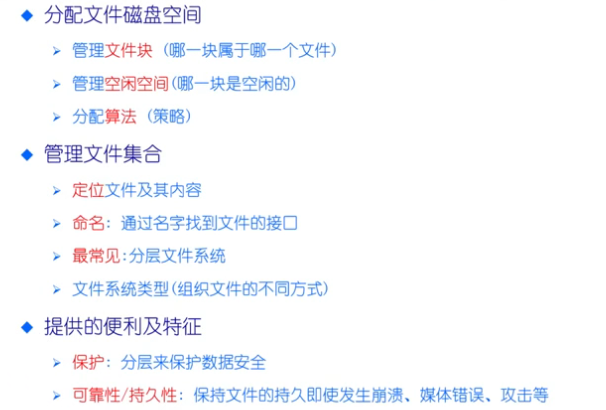 分配文件磁盘空间
管理文件块（哪一块属于哪一个文件）
管理空闲空间(哪一块是空闲的)
分配算法（策略）
管理文件集合
定位文件及其内容
命名：通过名字找到文件的接口
最常见:分层文件系统
文件系统类型(组织文件的不同方式)
提供的便利及特征
保护：分层来保护数据安全
可靠性/持久性：保持文件的持久即使发生崩溃、媒体错误、攻击等